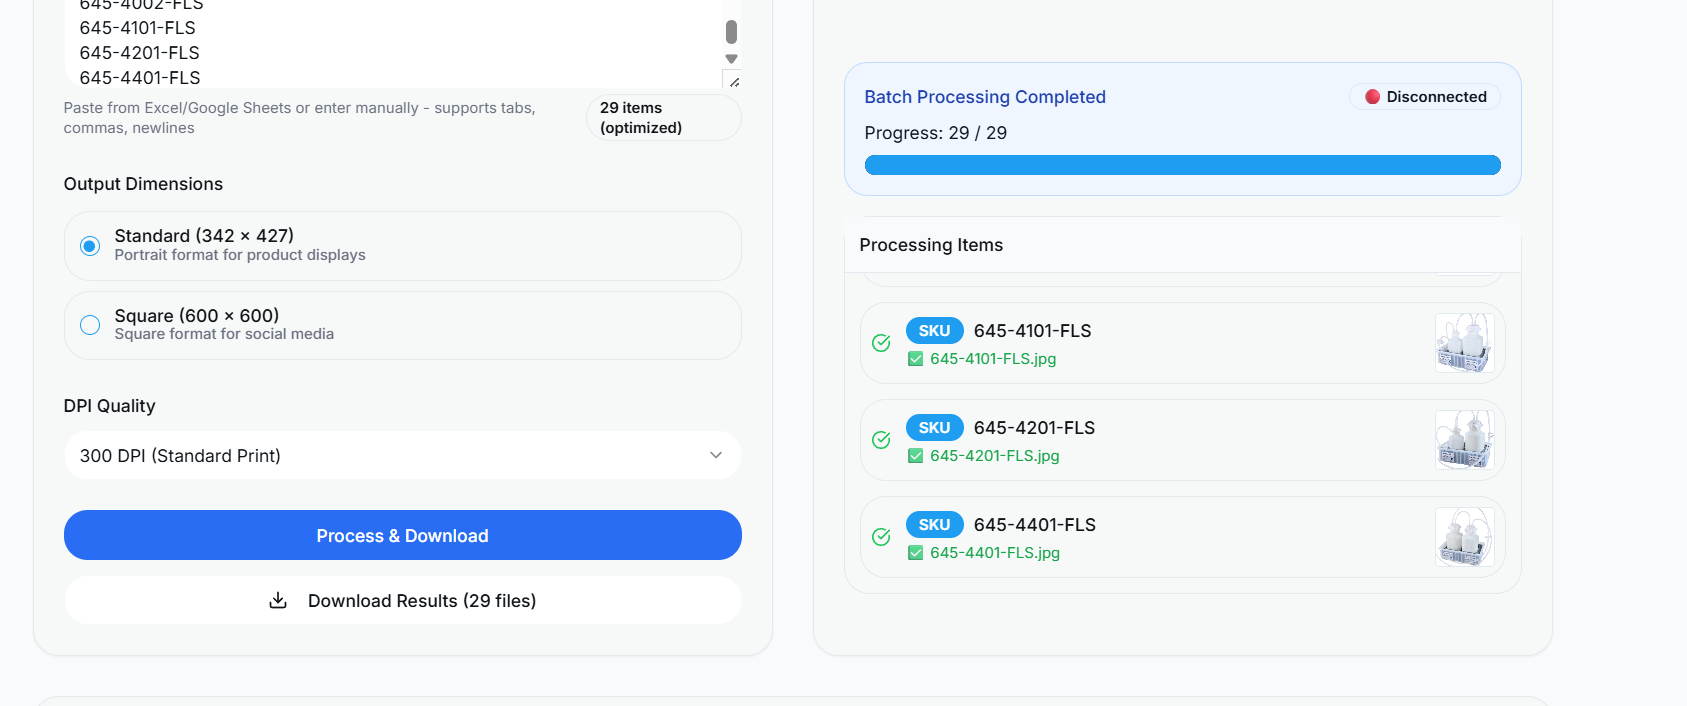 645-4002-FLS
645-4101-FLS
645-4201-FLS
645-4401-FLS
Paste from Excel/Google Sheets or enter manually - supports tabs,
commas, newlines
29 items
(optimized)
Output Dimensions
Standard (342 × 427)
Portrait format for product displays
Square (600 × 600)
Square format for social media
DPI Quality
300 DPI (Standard Print)
Process & Download
Download Results (29 files)
Batch Processing Completed
Disconnected
Progress: 29 / 29
Processing Items
SKU 645-4101-FLS
645-4101-FLS.jpg
SKU 645-4201-FLS
645-4201-FLS.jpg
SKU 645-4401-FLS
645-4401-FLS.jpg